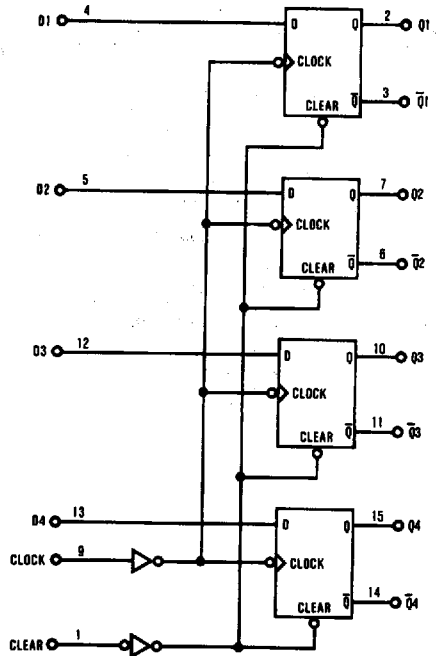 D1 4 D Q 2 Q1
CLOCK
CLEAR Q̅ 3 Q̅1
D2 5 D Q 7 Q2
CLOCK
CLEAR Q̅ 6 Q̅2
D3 12 D Q 10 Q3
CLOCK
CLEAR Q̅ 11 Q̅3
D4 13 D Q 15 Q4
CLOCK 9 CLOCK
CLEAR Q̅ 14 Q̅4
CLEAR 1